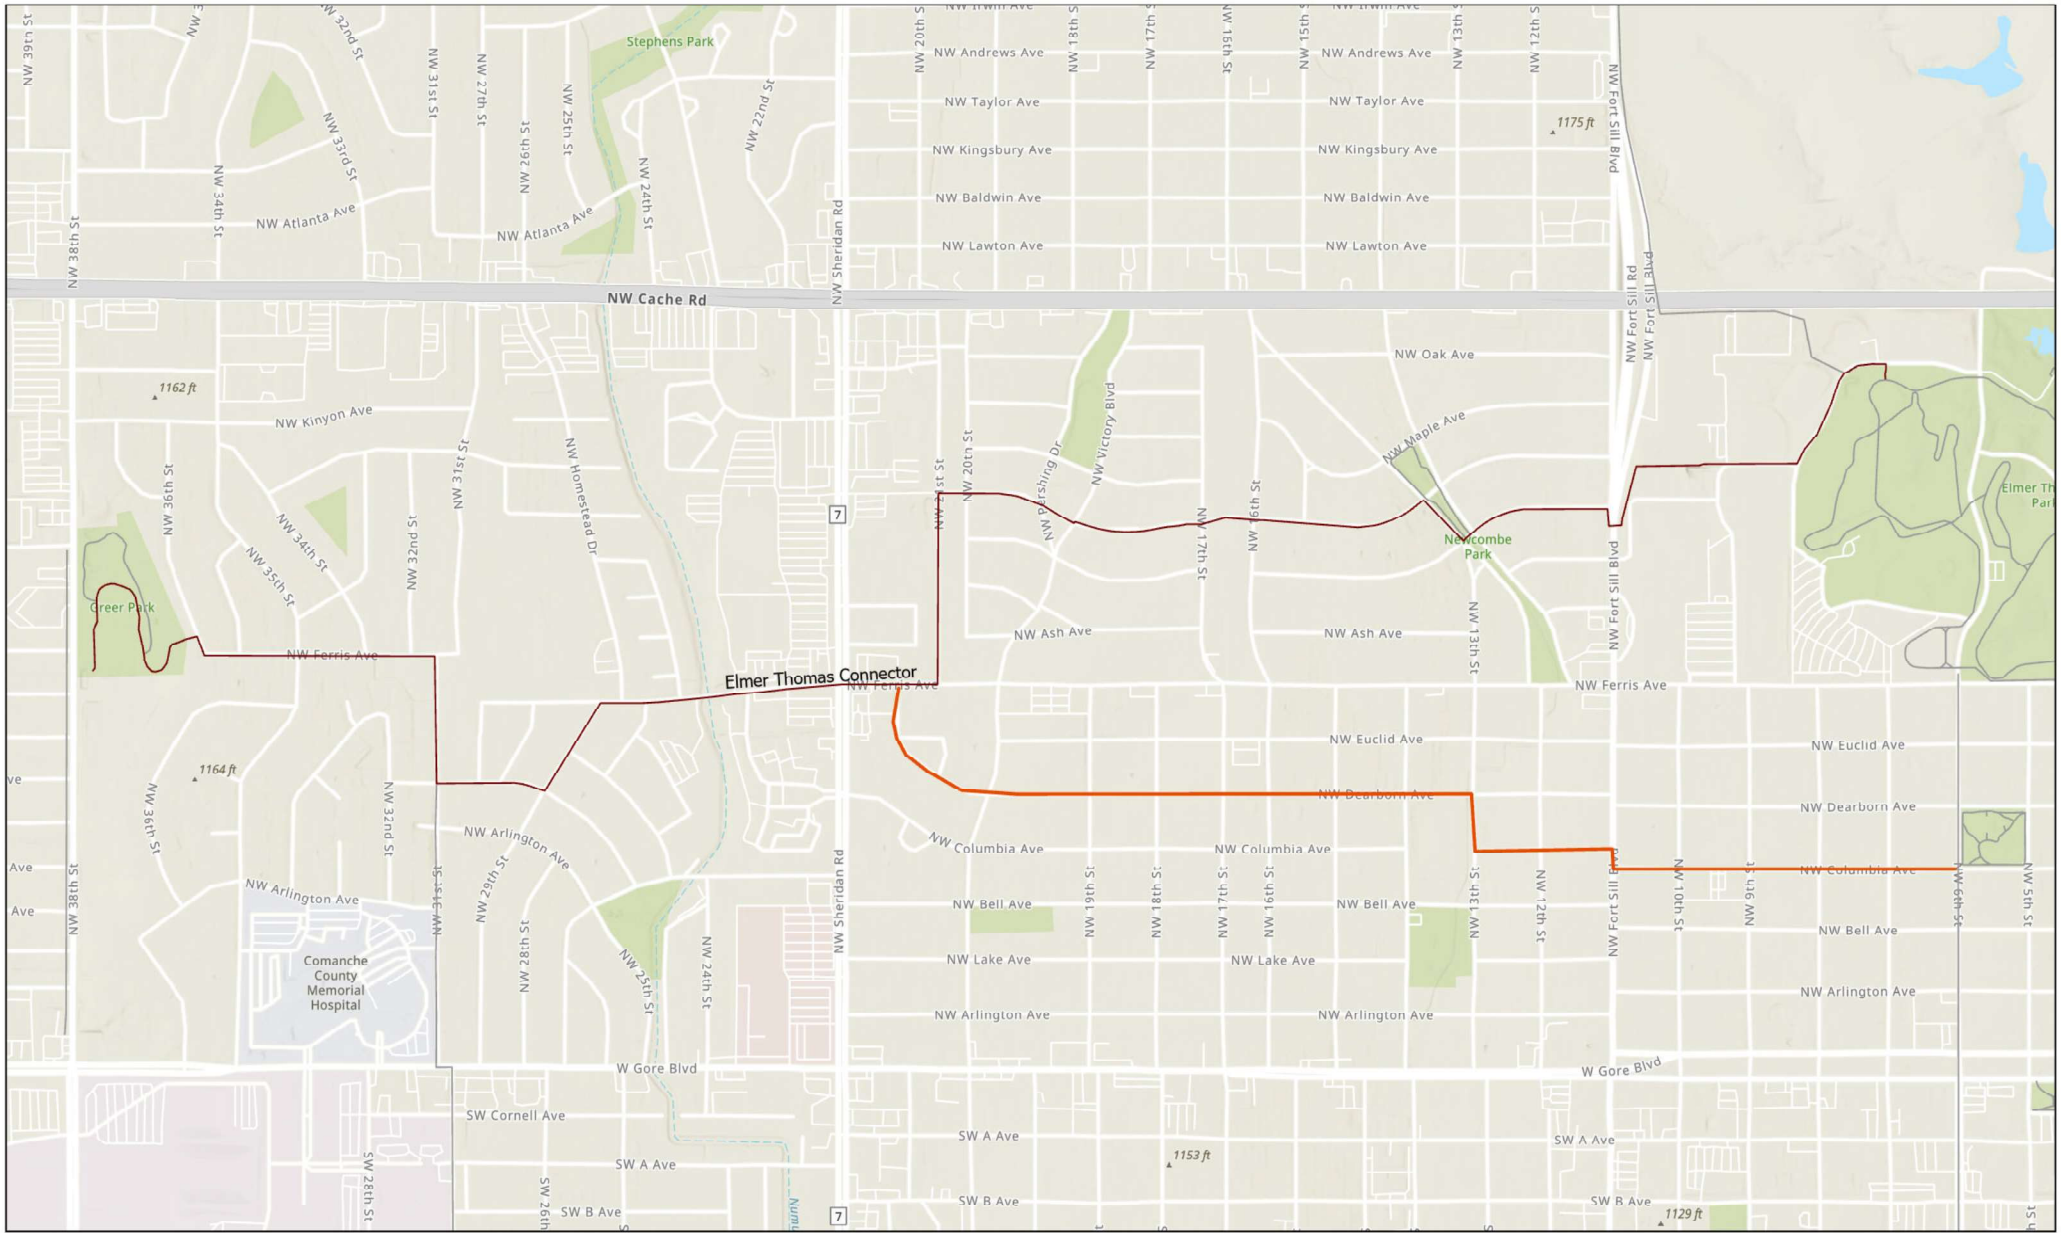 NW Irwin Ave
NW Irwin Ave
NW 39th St
NW 32nd St
Stephens Park
NW 20th S
NW 18th S
NW 17th S
NW 15th St
NW 15th S
NW 13th S
NW 12th S
NW Andrews Ave
NW Andrews Ave
NW 31st St
NW 27th St
NW 25th St
NW 26th St
NW 22nd St
NW Taylor Ave
NW Taylor Ave
NW Fort Sill Blvd
1175 ft
NW 33rd St
NW Kingsbury Ave
NW Kingsbury Ave
NW 34th St
NW 24th St
NW Baldwin Ave
NW Baldwin Ave
NW Atlanta Ave
NW Atlanta Ave
NW 38th St
NW Sheridan Rd
NW Lawton Ave
NW Lawton Ave
NW Cache Rd
NW Fort Sill Rd
NW Fort Sill Blvd
NW Oak Ave
1162 ft
NW Kinyon Ave
NW Victory Blvd
NW Maple Ave
NW 36th St
NW 31st St
NW Homestead Dr
NW 21st St
NW 20th St
NW Pershing Dr
NW 16th St
Elmer Th
Par
7
NW 34th St
NW 35th St
NW 32nd St
NW 17th St
Newcombe
Park
NW Fort Sill Blvd
Greer Park
NW 13th St
NW Ash Ave
NW Ash Ave
NW Ferris Ave
Elmer Thomas Connector
NW Ferris Ave
NW Ferris Ave
NW Euclid Ave
NW Euclid Ave
1164 ft
ve
NW Dearborn Ave
NW Dearborn Ave
NW 36th St
NW 32nd St
NW Arlington Ave
NW Columbia Ave
NW Columbia Ave
Ave
NW Columbia Ave
NW 38th St
NW Arlington Ave
NW 31st St
NW 29th St
NW Sheridan Rd
NW 19th St
NW 18th St
NW 17th St
NW 16th St
NW 13th St
NW 12th St
NW Fort Sill Blvd
NW 10th St
NW 9th St
NW 6th St
NW 5th St
Ave
NW Bell Ave
NW Bell Ave
NW Bell Ave
NW 28th St
NW 25th St
NW 24th St
Comanche
County
Memorial
Hospital
NW Lake Ave
NW Lake Ave
NW Arlington Ave
NW Arlington Ave
NW Arlington Ave
W Gore Blvd
W Gore Blvd
SW Cornell Ave
SW A Ave
SW A Ave
SW A Ave
1153 ft
SW 28th St
SW 26th
SW B Ave
SW B Ave
SW B Ave
Numu
7
1129 ft
h St